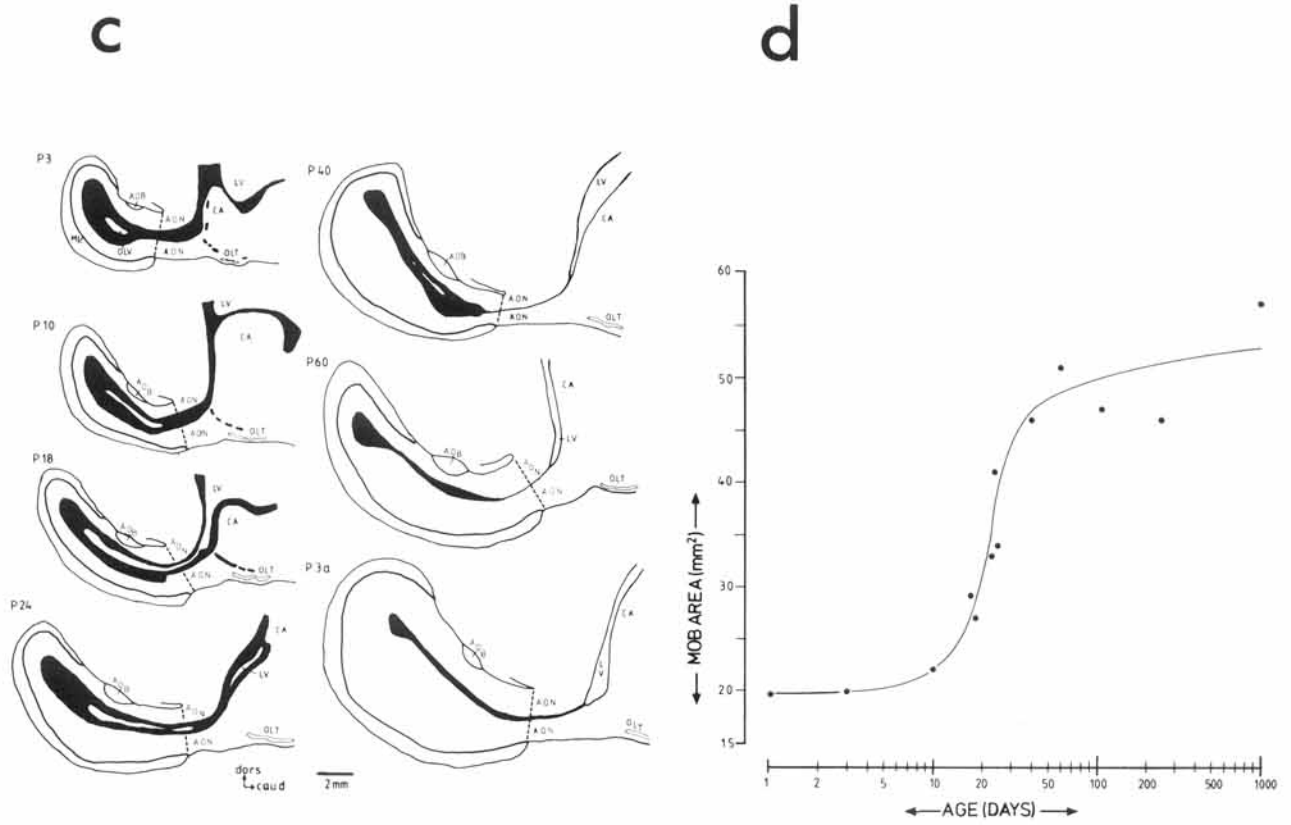 c
d
P3
AOB
AON
LV
CA
ML
OLV
AON
OLT
P10
LV
CA
AOB
AON
AON
OLT
P18
LV
CA
AOB
AON
AON
OLT
P24
CA
LV
AOB
AON
AON
OLT
dors
caud
2mm
P40
LV
CA
AOB
AON
AON
OLT
P60
CA
LV
AOB
AON
AON
OLT
P3a
CA
LV
AOB
AON
AON
OLT
60
50
40
30
20
15
MOB AREA (mm²)
1 2 5 10 20 50 100 200 500 1000
AGE (DAYS)